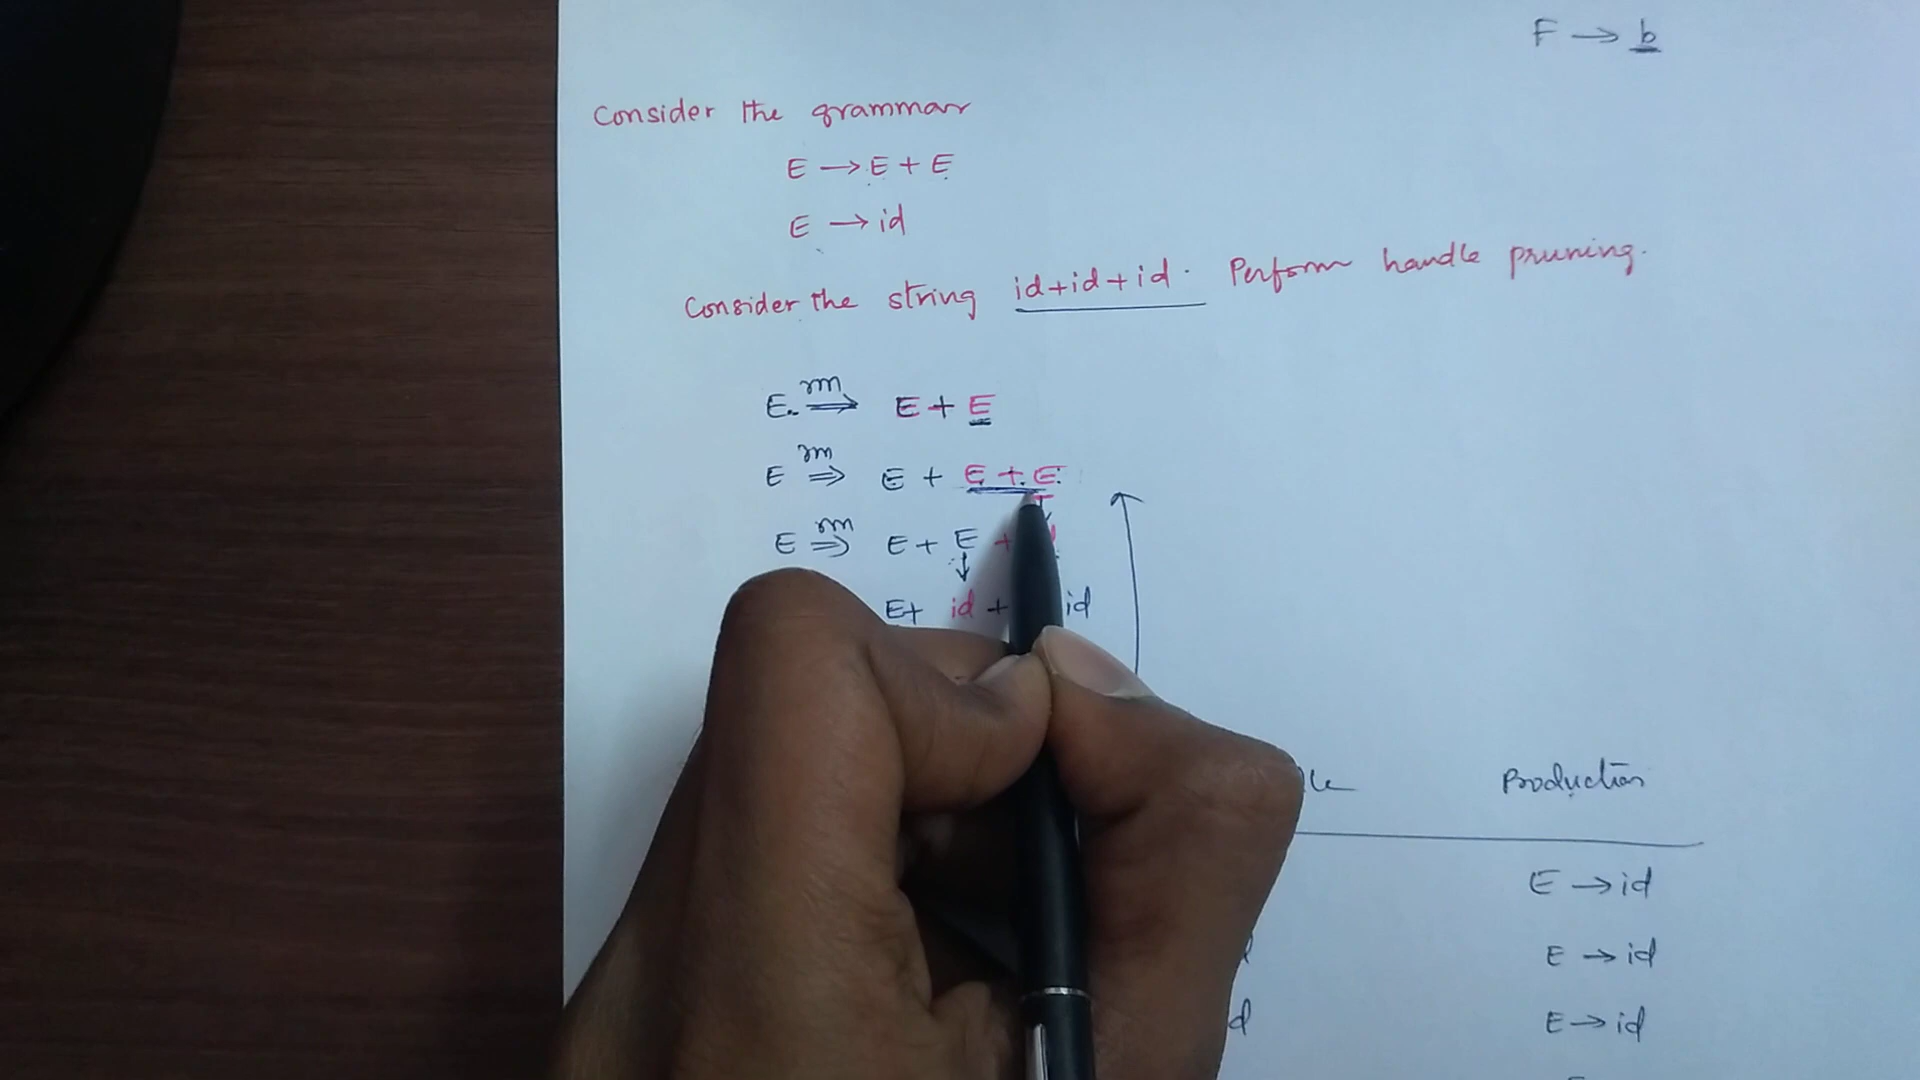 F → b
Consider the grammar
E → E + E
E → id
Consider the string id+id+id. Perform handle pruning.
E rm⇒ E + E
E rm⇒ E + E + E
E rm⇒ E + E +
E+ id + id
Production
E → id
E → id
E → id